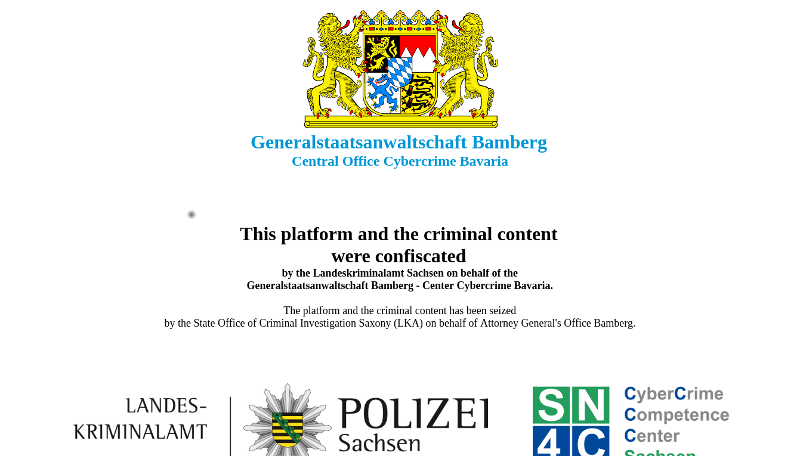 Generalstaatsanwaltschaft Bamberg
Central Office Cybercrime Bavaria
This platform and the criminal content
were confiscated
by the Landeskriminalamt Sachsen on behalf of the
Generalstaatsanwaltschaft Bamberg - Center Cybercrime Bavaria.
The platform and the criminal content has been seized
by the State Office of Criminal Investigation Saxony (LKA) on behalf of Attorney General's Office Bamberg.
LANDES-
KRIMINALAMT
POLIZEI
Sachsen
SN
4C
CyberCrime
Competence
Center
Sachsen